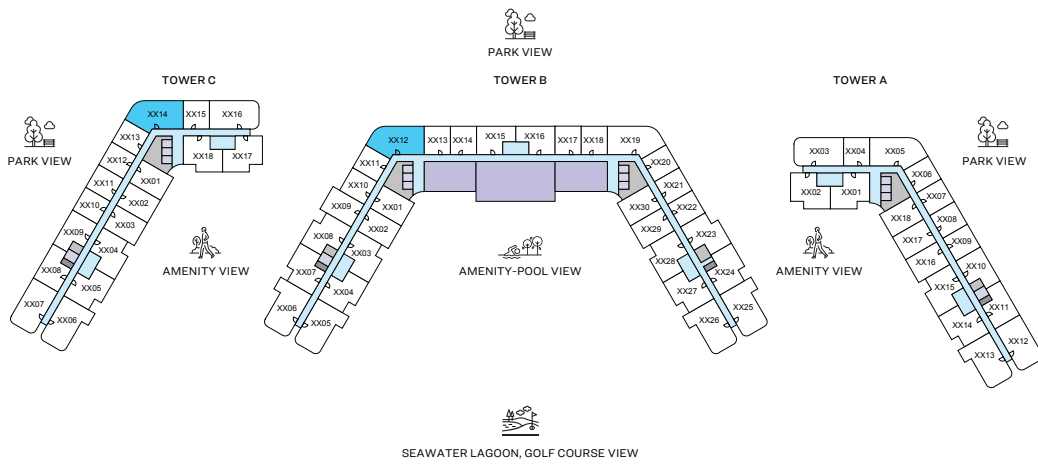 PARK VIEW
TOWER C
TOWER B
TOWER A
PARK VIEW
PARK VIEW
XX14
XX15
XX16
XX13
XX12
XX11
XX10
XX09
XX08
XX07
XX06
XX05
XX04
XX03
XX02
XX01
XX18
XX17
AMENITY VIEW
XX12
XX13
XX14
XX15
XX16
XX17
XX18
XX19
XX11
XX10
XX09
XX08
XX07
XX06
XX05
XX04
XX03
XX02
XX01
XX20
XX21
XX22
XX23
XX24
XX25
XX26
XX27
XX28
XX29
XX30
AMENITY-POOL VIEW
XX03
XX04
XX05
XX02
XX01
XX06
XX07
XX08
XX09
XX10
XX11
XX12
XX13
XX14
XX15
XX16
XX17
XX18
AMENITY VIEW
SEAWATER LAGOON, GOLF COURSE VIEW